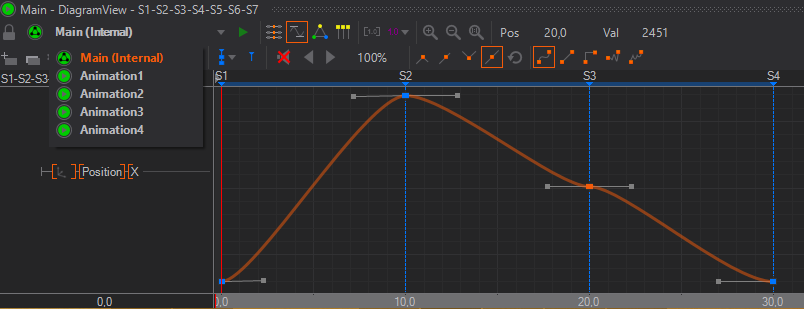 Main - DiagramView - S1-S2-S3-S4-S5-S6-S7
Main (Internal) Pos 20,0 Val 2451
Main (Internal) 100%
S1-S2-S3- Animation1 S1 S2 S3 S4
Animation2
Animation3
Animation4
Position X
0,0 0,0 10,0 20,0 30,0